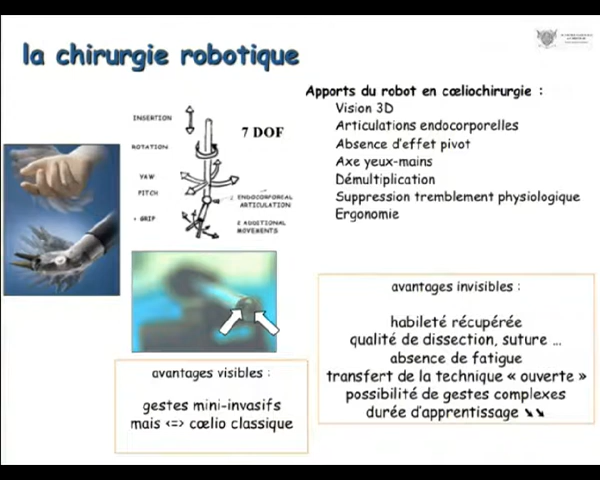 la chirurgie robotique
Apports du robot en cœliochirurgie :
Vision 3D
Articulations endocorporelles
Absence d'effet pivot
Axe yeux-mains
Démultiplication
Suppression tremblement physiologique
Ergonomie
INSERTION
7 DOF
ROTATION
YAW
PITCH
+ GRIP
ENDOCORPOREAL
ARTICULATION
2 ADDITIONAL
MOVEMENTS
avantages visibles :
gestes mini-invasifs
mais <=> cœlio classique
avantages invisibles :
habileté récupérée
qualité de dissection, suture ...
absence de fatigue
transfert de la technique « ouverte »
possibilité de gestes complexes
durée d'apprentissage ➘➘